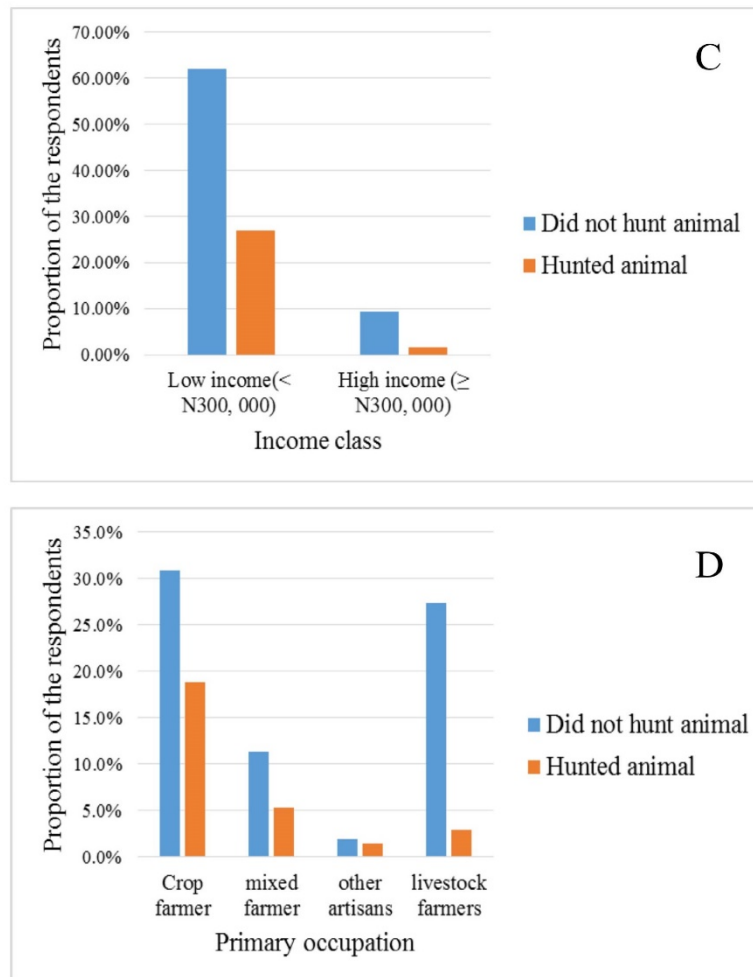 C
70.00%
60.00%
50.00%
40.00%
30.00%
20.00%
10.00%
0.00%
Proportion of the respondents
Low income(<
N300, 000)
High income (≥
N300, 000)
Income class
Did not hunt animal
Hunted animal
D
35.0%
30.0%
25.0%
20.0%
15.0%
10.0%
5.0%
0.0%
Proportion of the respondents
Crop
farmer
mixed
farmer
other
artisans
livestock
farmers
Primary occupation
Did not hunt animal
Hunted animal